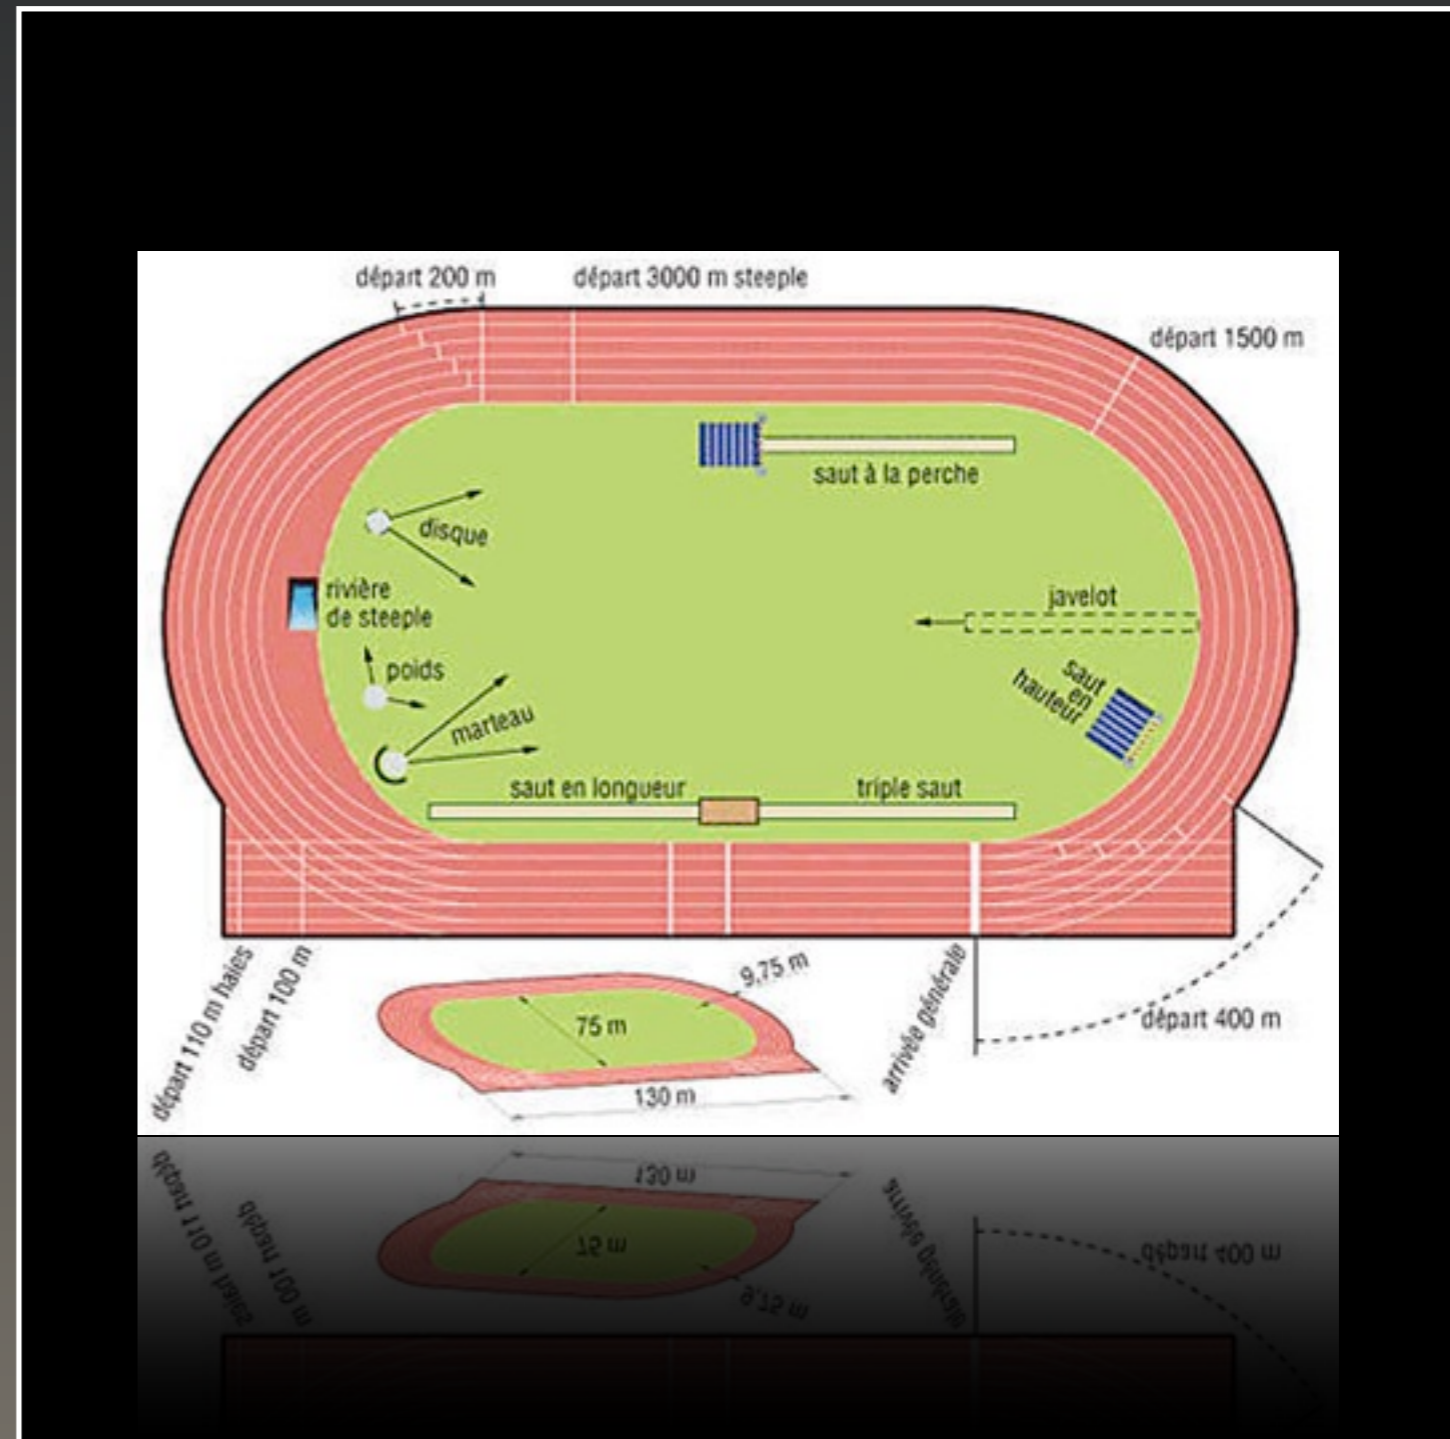 départ 200 m
départ 3000 m steeple
départ 1500 m
saut à la perche
disque
rivière
de steeple
javelot
poids
saut
en
hauteur
marteau
saut en longueur
triple saut
départ 110 m haies
départ 100 m
9,75 m
75 m
130 m
arrivée générale
départ 400 m